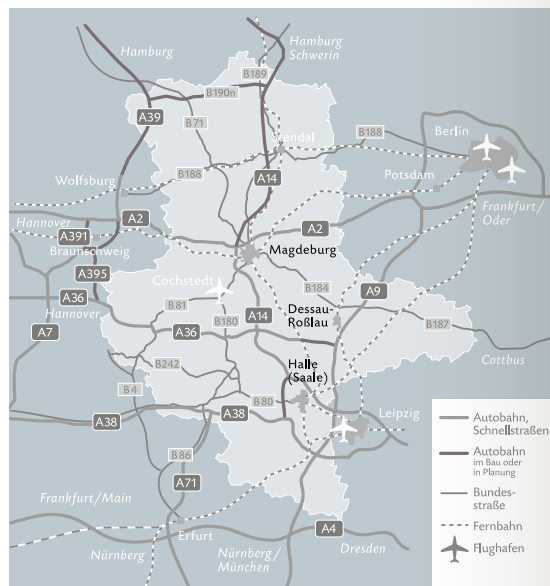 Hamburg
Hamburg
Schwerin
B189
B190n
A39
B71
Stendal
B188
Berlin
B188
A14
Potsdam
Wolfsburg
Hannover
A2
A2
Frankfurt/
Oder
A391
Braunschweig
Magdeburg
A395
Cochstedt
B184
A9
A36
Hannover
B81
A14
Dessau-
Roßlau
A7
A36
B180
B187
Cottbus
B242
Halle
(Saale)
B4
B80
A38
A38
Leipzig
B86
A71
Frankfurt/Main
Erfurt
A4
Nürnberg
Nürnberg/
München
Dresden
Autobahn,
Schnellstraßen
Autobahn
im Bau oder
in Planung
Bundes-
straße
Fernbahn
Flughafen